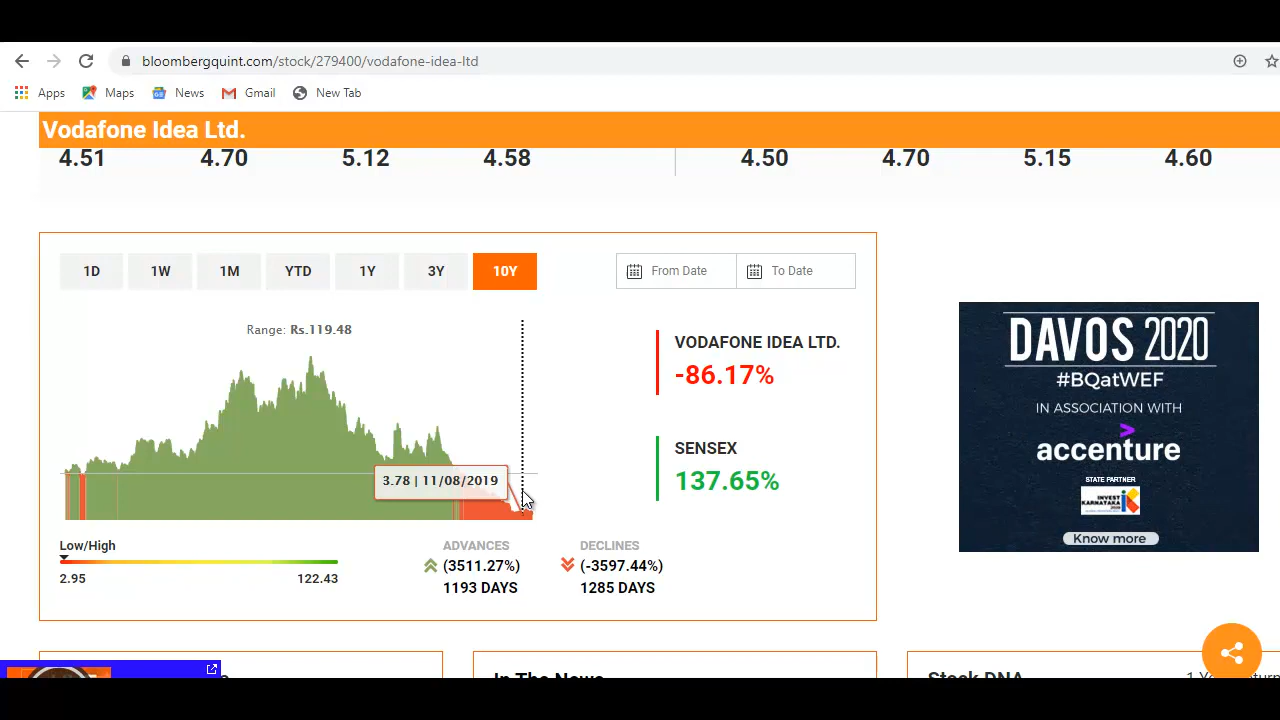 bloombergquint.com/stock/279400/vodafone-idea-ltd
Apps Maps News Gmail New Tab
Vodafone Idea Ltd.
4.51 4.70 5.12 4.58 4.50 4.70 5.15 4.60
1D 1W 1M YTD 1Y 3Y 10Y From Date To Date
Range: Rs.119.48
VODAFONE IDEA LTD.
-86.17%
SENSEX
137.65%
3.78 | 11/08/2019
Low/High
2.95 122.43
ADVANCES DECLINES
(3511.27%) (-3597.44%)
1193 DAYS 1285 DAYS
DAVOS 2020
#BQatWEF
IN ASSOCIATION WITH
accenture
STATE PARTNER
INVEST
KARNATAKA
Know more
In The News
Stock DNA